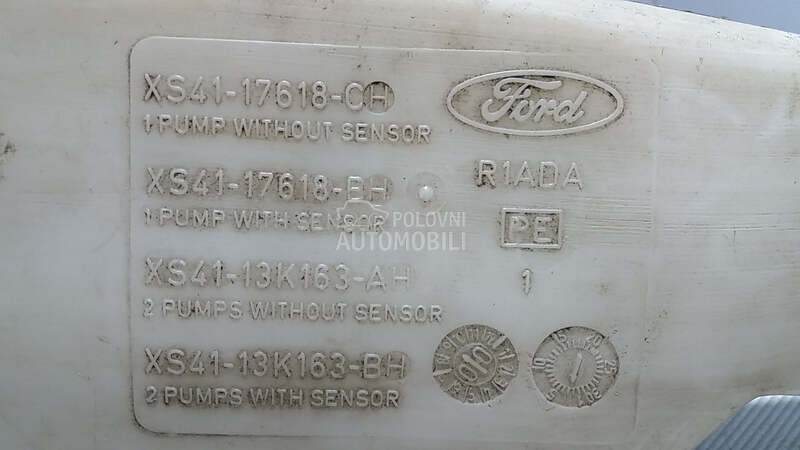 XS41-17618-CH
1 PUMP WITHOUT SENSOR
Ford
XS41-17618-BH
1 PUMP WITH SENSOR
R1ADA
PE
1
POLOVNI
AUTOMOBILI
XS41-13K163-AH
2 PUMPS WITHOUT SENSOR
XS41-13K163-BH
2 PUMPS WITH SENSOR